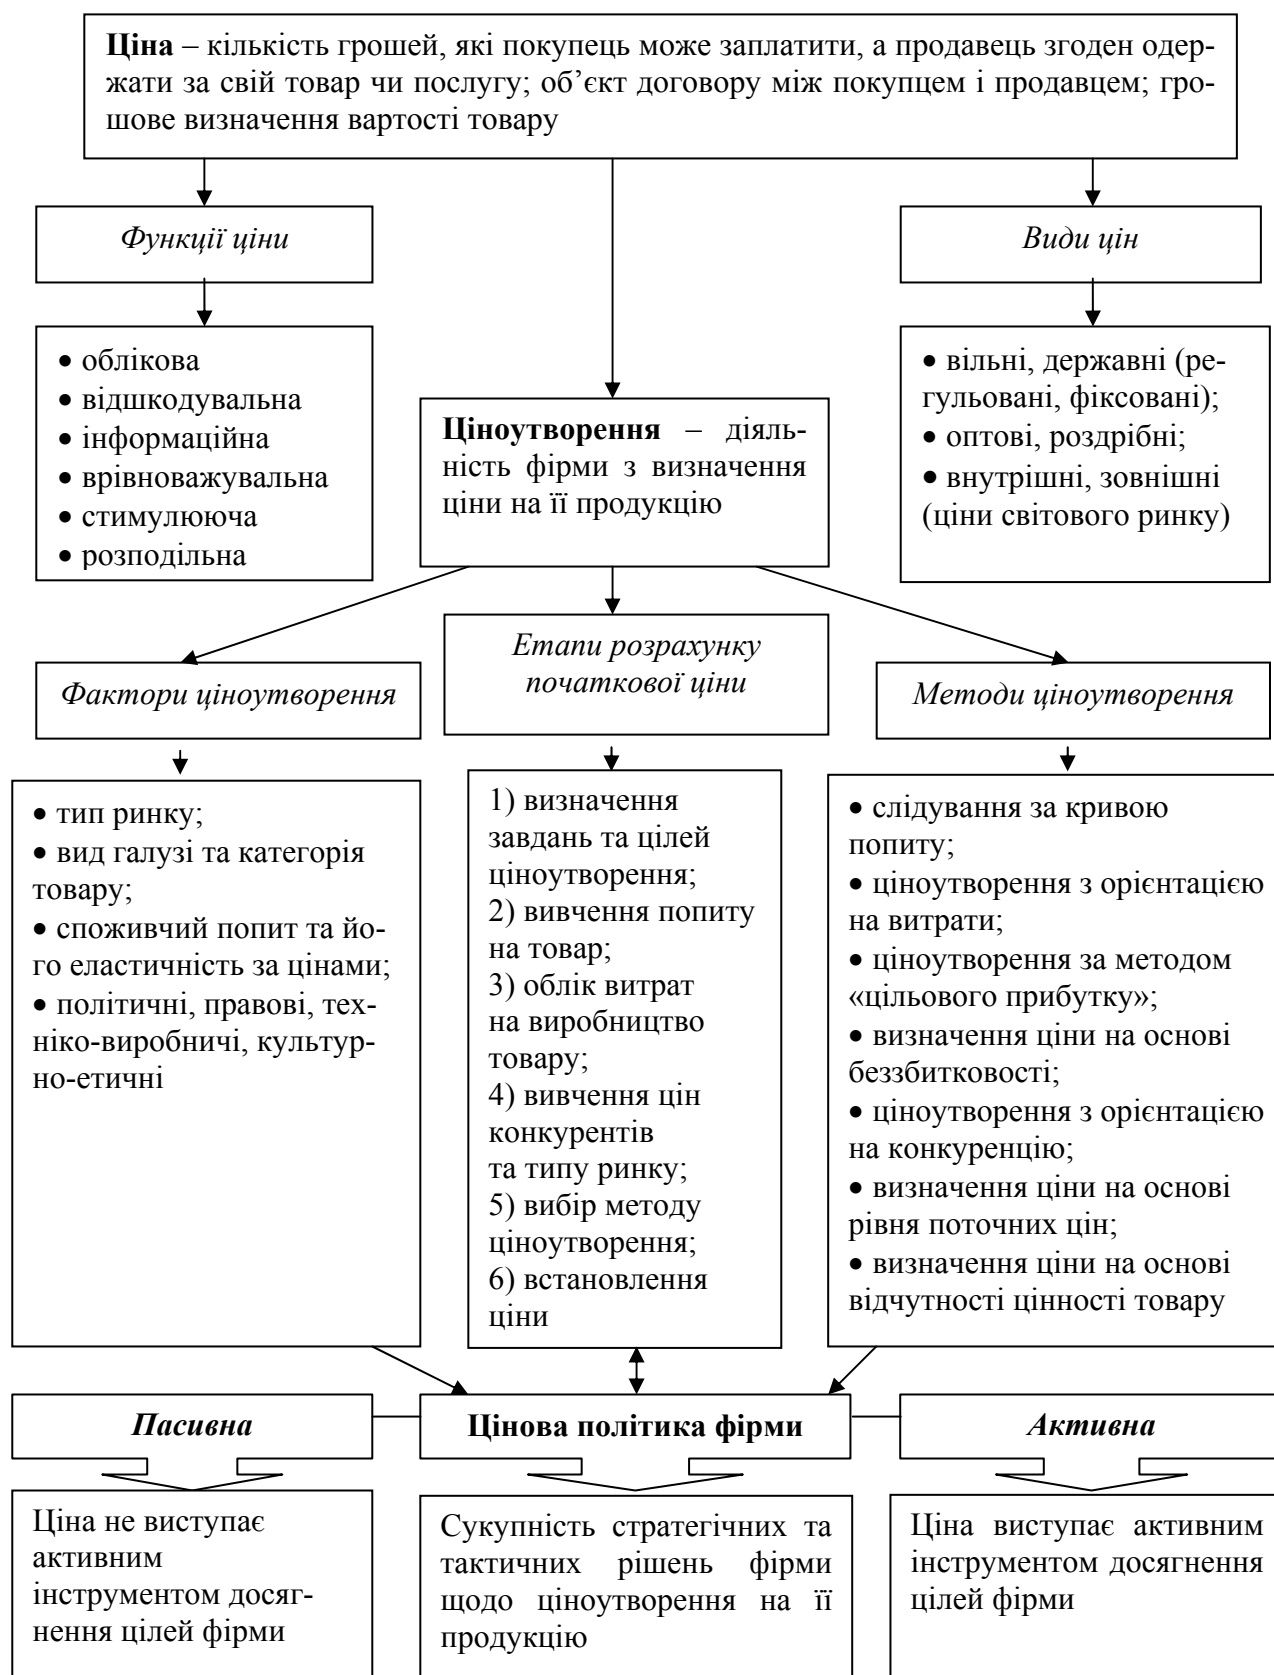 Ціна – кількість грошей, які покупець може заплатити, а продавець згоден одер-
жати за свій товар чи послугу; об’єкт договору між покупцем і продавцем; гро-
шове визначення вартості товару
Функції ціни
Види цін
• облікова
• відшкодувальна
• інформаційна
• врівноважувальна
• стимулююча
• розподільна
Ціноутворення – діяль-
ність фірми з визначення
ціни на її продукцію
• вільні, державні (ре-
гульовані, фіксовані);
• оптові, роздрібні;
• внутрішні, зовнішні
(ціни світового ринку)
Фактори ціноутворення
Етапи розрахунку
початкової ціни
Методи ціноутворення
• тип ринку;
• вид галузі та категорія
товару;
• споживчий попит та йо-
го еластичність за цінами;
• політичні, правові, тех-
ніко-виробничі, культур-
но-етичні
1) визначення
завдань та цілей
ціноутворення;
2) вивчення попиту
на товар;
3) облік витрат
на виробництво
товару;
4) вивчення цін
конкурентів
та типу ринку;
5) вибір методу
ціноутворення;
6) встановлення
ціни
• слідування за кривою
попиту;
• ціноутворення з орієнтацією
на витрати;
• ціноутворення за методом
«цільового прибутку»;
• визначення ціни на основі
беззбитковості;
• ціноутворення з орієнтацією
на конкуренцію;
• визначення ціни на основі
рівня поточних цін;
• визначення ціни на основі
відчутності цінності товару
Пасивна
Цінова політика фірми
Активна
Ціна не виступає
активним
інструментом досяг-
нення цілей фірми
Сукупність стратегічних та
тактичних рішень фірми
щодо ціноутворення на її
продукцію
Ціна виступає активним
інструментом досягнення
цілей фірми